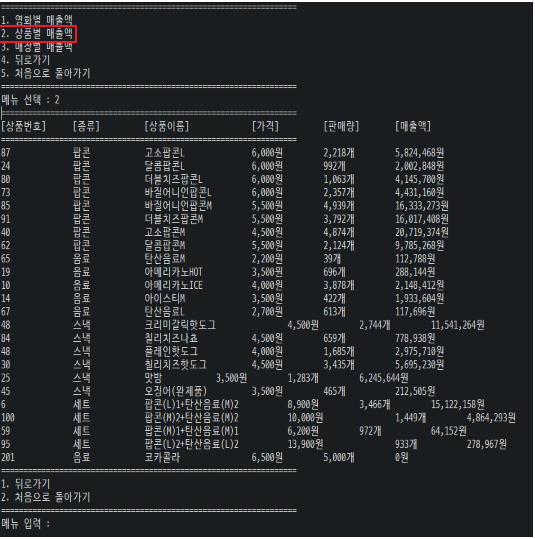 ==================================================================
1. 영화별 매출액
2. 상품별 매출액
3. 매장별 매출액
4. 뒤로가기
5. 처음으로 돌아가기
==================================================================
메뉴 선택 : 2
==================================================================
[상품번호] [종류] [상품이름] [가격] [판매량] [매출액]
==================================================================
87 팝콘 고소팝콘L 6,000원 2,218개 5,824,468원
24 팝콘 달콤팝콘L 6,000원 992개 2,002,848원
80 팝콘 더블치즈팝콘L 6,000원 1,063개 4,145,700원
73 팝콘 바질어니언팝콘L 6,000원 2,357개 4,431,160원
85 팝콘 바질어니언팝콘M 5,500원 4,939개 16,333,273원
91 팝콘 더블치즈팝콘M 5,500원 3,792개 16,017,408원
40 팝콘 고소팝콘M 4,500원 4,874개 20,719,374원
62 팝콘 달콤팝콘M 5,500원 2,124개 9,785,268원
65 음료 탄산음료M 2,200원 39개 112,788원
19 음료 아메리카노HOT 3,500원 696개 288,144원
10 음료 아메리카노ICE 4,000원 3,878개 2,148,412원
14 음료 아이스티M 3,500원 422개 1,933,604원
67 음료 탄산음료L 2,700원 613개 117,696원
48 스낵 크리미갈릭핫도그 4,500원 2,744개 11,541,264원
84 스낵 칠리치즈나쵸 4,500원 659개 778,938원
48 스낵 플레인핫도그 4,000원 1,685개 2,975,710원
30 스낵 칠리치즈핫도그 4,500원 3,435개 5,695,230원
25 스낵 맛밤 3,500원 1,283개 6,245,644원
45 스낵 오징어(완제품) 3,500원 465개 212,505원
6 세트 팝콘(L)1+탄산음료(M)2 8,900원 3,466개 15,122,158원
100 세트 팝콘(M)2+탄산음료(M)2 10,000원 1,449개 4,864,293원
59 세트 팝콘(M)1+탄산음료(M)1 6,200원 972개 64,152원
95 세트 팝콘(L)2+탄산음료(L)2 13,900원 933개 278,967원
201 음료 코카콜라 6,500원 5,000개 0원
==================================================================
1. 뒤로가기
2. 처음으로 돌아가기
==================================================================
메뉴 입력 :